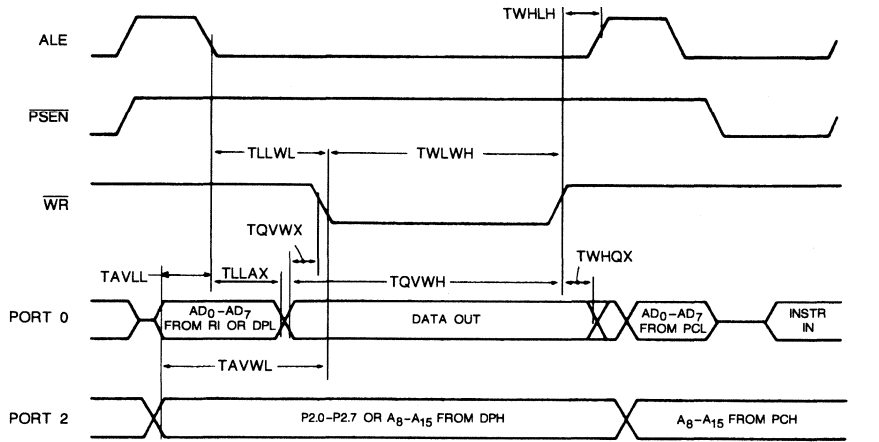 TWHLH
ALE
PSEN
TLLWL
TWLWH
WR
TQVWX
TWHQX
TAVLL
TLLAX
TQVWH
PORT 0
AD0-AD7
FROM RI OR DPL
DATA OUT
AD0-AD7
FROM PCL
INSTR
IN
TAVWL
PORT 2
P2.0-P2.7 OR A8-A15 FROM DPH
A8-A15 FROM PCH